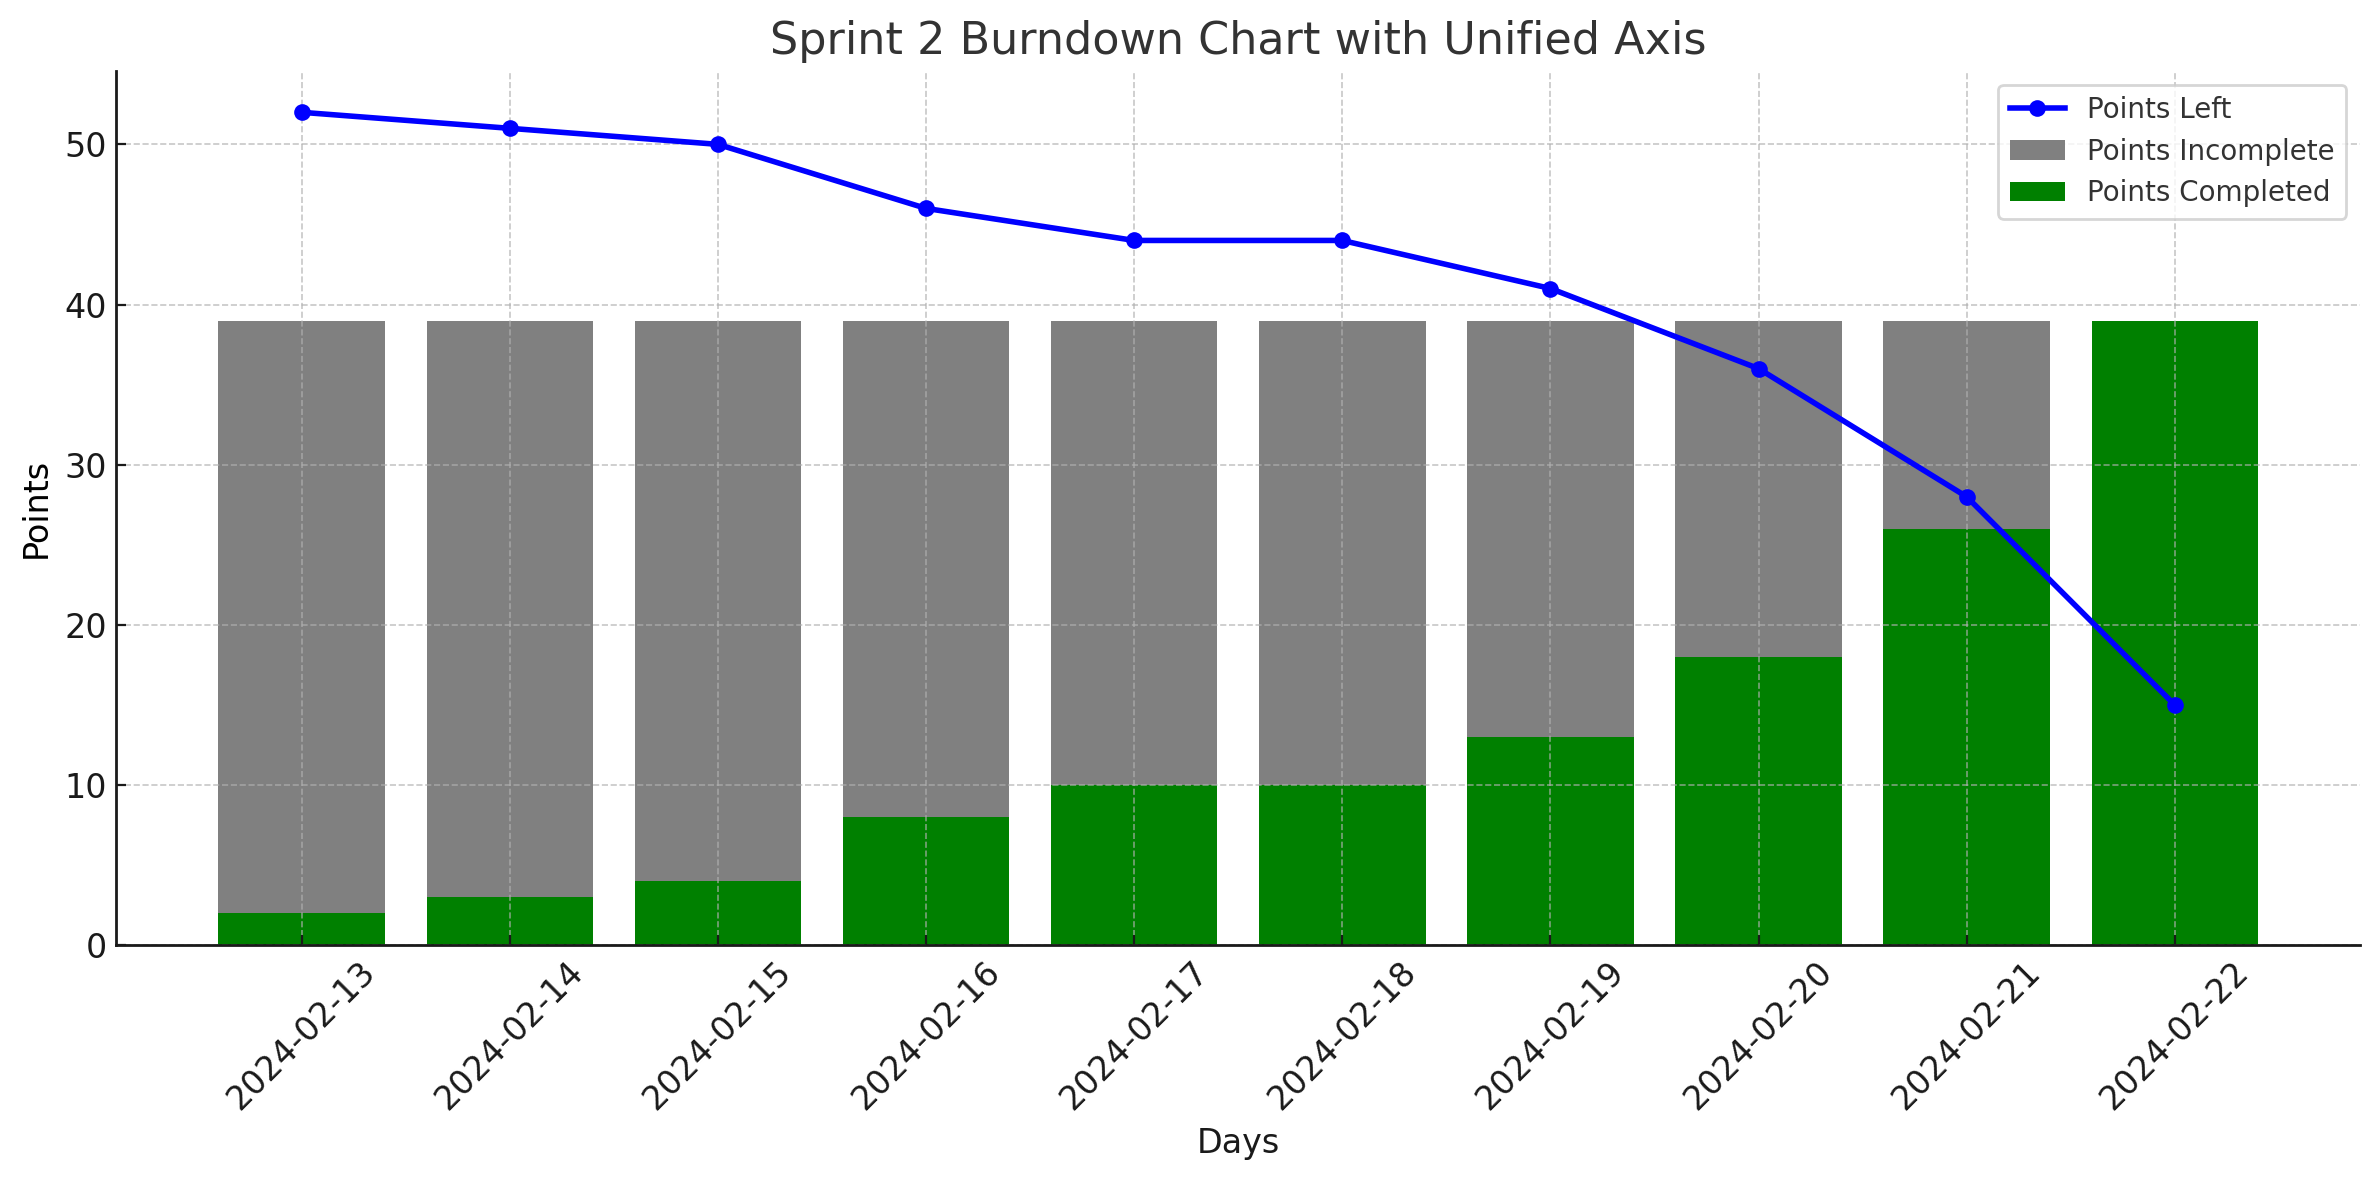 Sprint 2 Burndown Chart with Unified Axis
Points Left
Points Incomplete
Points Completed
50
40
30
20
10
0
Points
2024-02-13
2024-02-14
2024-02-15
2024-02-16
2024-02-17
2024-02-18
2024-02-19
2024-02-20
2024-02-21
2024-02-22
Days